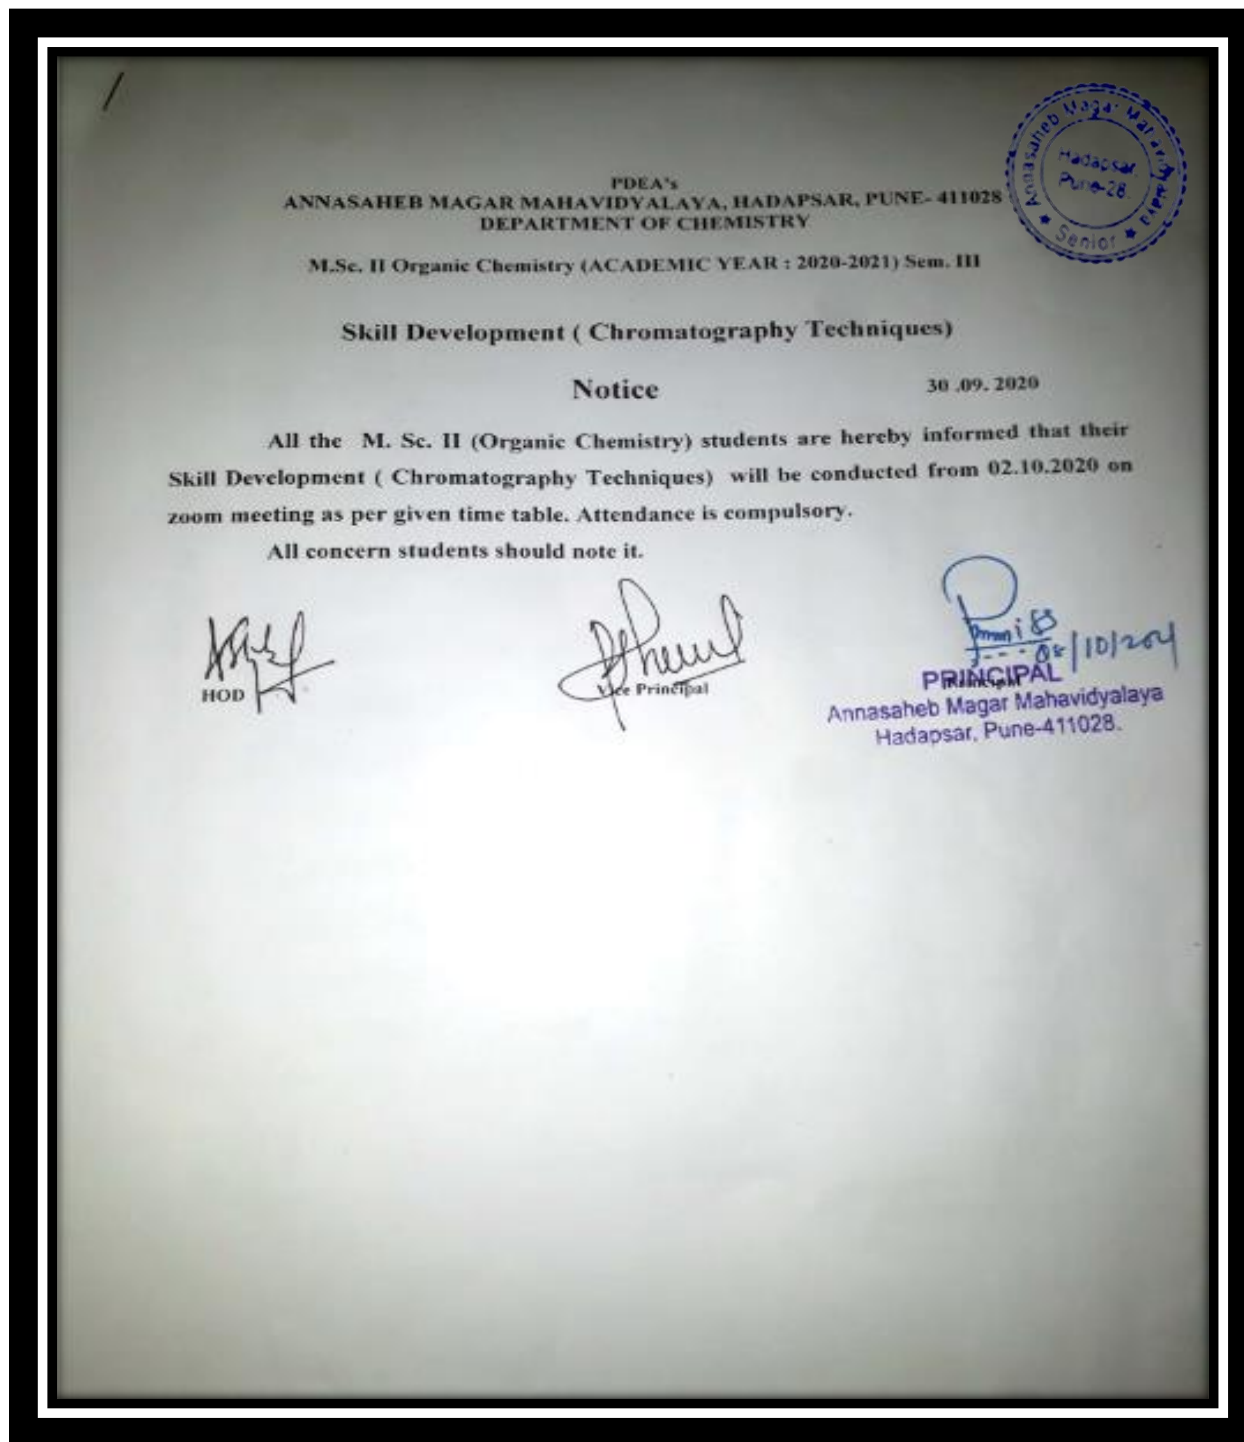 PDEA's
ANNASAHEB MAGAR MAHAVIDYALAYA, HADAPSAR, PUNE- 411028
DEPARTMENT OF CHEMISTRY
Annasaheb Magar Mahavidyalaya
Hadapsar,
Pune-28.
★ Senior ★
M.Sc. II Organic Chemistry (ACADEMIC YEAR : 2020-2021) Sem. III
Skill Development ( Chromatography Techniques)
Notice 30 .09. 2020
All the M. Sc. II (Organic Chemistry) students are hereby informed that their
Skill Development ( Chromatography Techniques) will be conducted from 02.10.2020 on
zoom meeting as per given time table. Attendance is compulsory.
All concern students should note it.
HOD
Vice Principal
PRINCIPAL
Annasaheb Magar Mahavidyalaya
Hadapsar, Pune-411028.